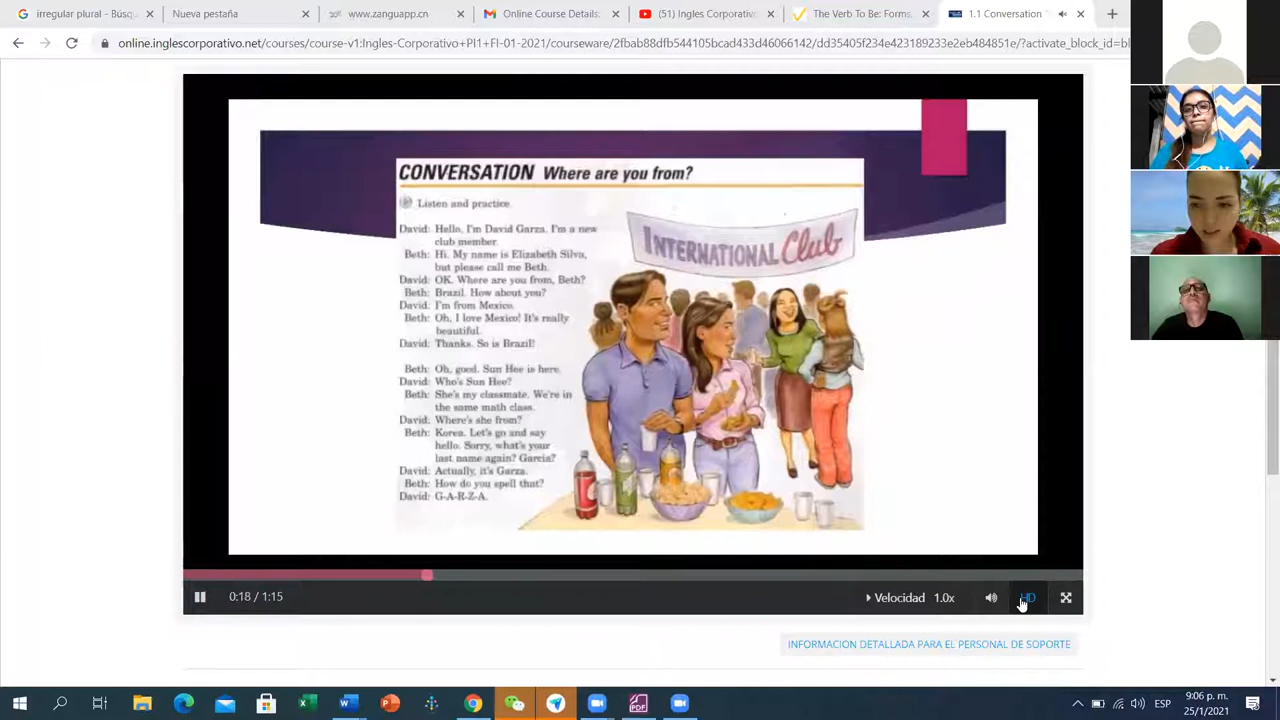 irregular plural - Búsqu
Nueva pestaña
www.zanguapp.cn
Online Course Details:
(51) Ingles Corporativo
The Verb To Be: Forms,
1.1 Conversation "
online.inglescorporativo.net/courses/course-v1:Ingles-Corporativo+PI1+FI-01-2021/courseware/2fbab88dfb544105bcad433d46066142/dd35405f234e423189233e2eb484851e/?activate_block_id=bl
CONVERSATION Where are you from?
Listen and practice.
David: Hello, I'm David Garza. I'm a new
club member.
Beth: Hi. My name is Elizabeth Silva,
but please call me Beth.
David: OK. Where are you from, Beth?
Beth: Brazil. How about you?
David: I'm from Mexico.
Beth: Oh, I love Mexico! It's really
beautiful.
David: Thanks. So is Brazil!
Beth: Oh, good. Sun Hee is here.
David: Who's Sun Hee?
Beth: She's my classmate. We're in
the same math class.
David: Where's she from?
Beth: Korea. Let's go and say
hello. Sorry, what's your
last name again? Garcia?
David: Actually, it's Garza.
Beth: How do you spell that?
David: G-A-R-Z-A.
INTERNATIONAL Club
0:18 / 1:15
Velocidad 1.0x
HD
INFORMACION DETALLADA PARA EL PERSONAL DE SOPORTE
ESP
9:06 p. m.
25/1/2021